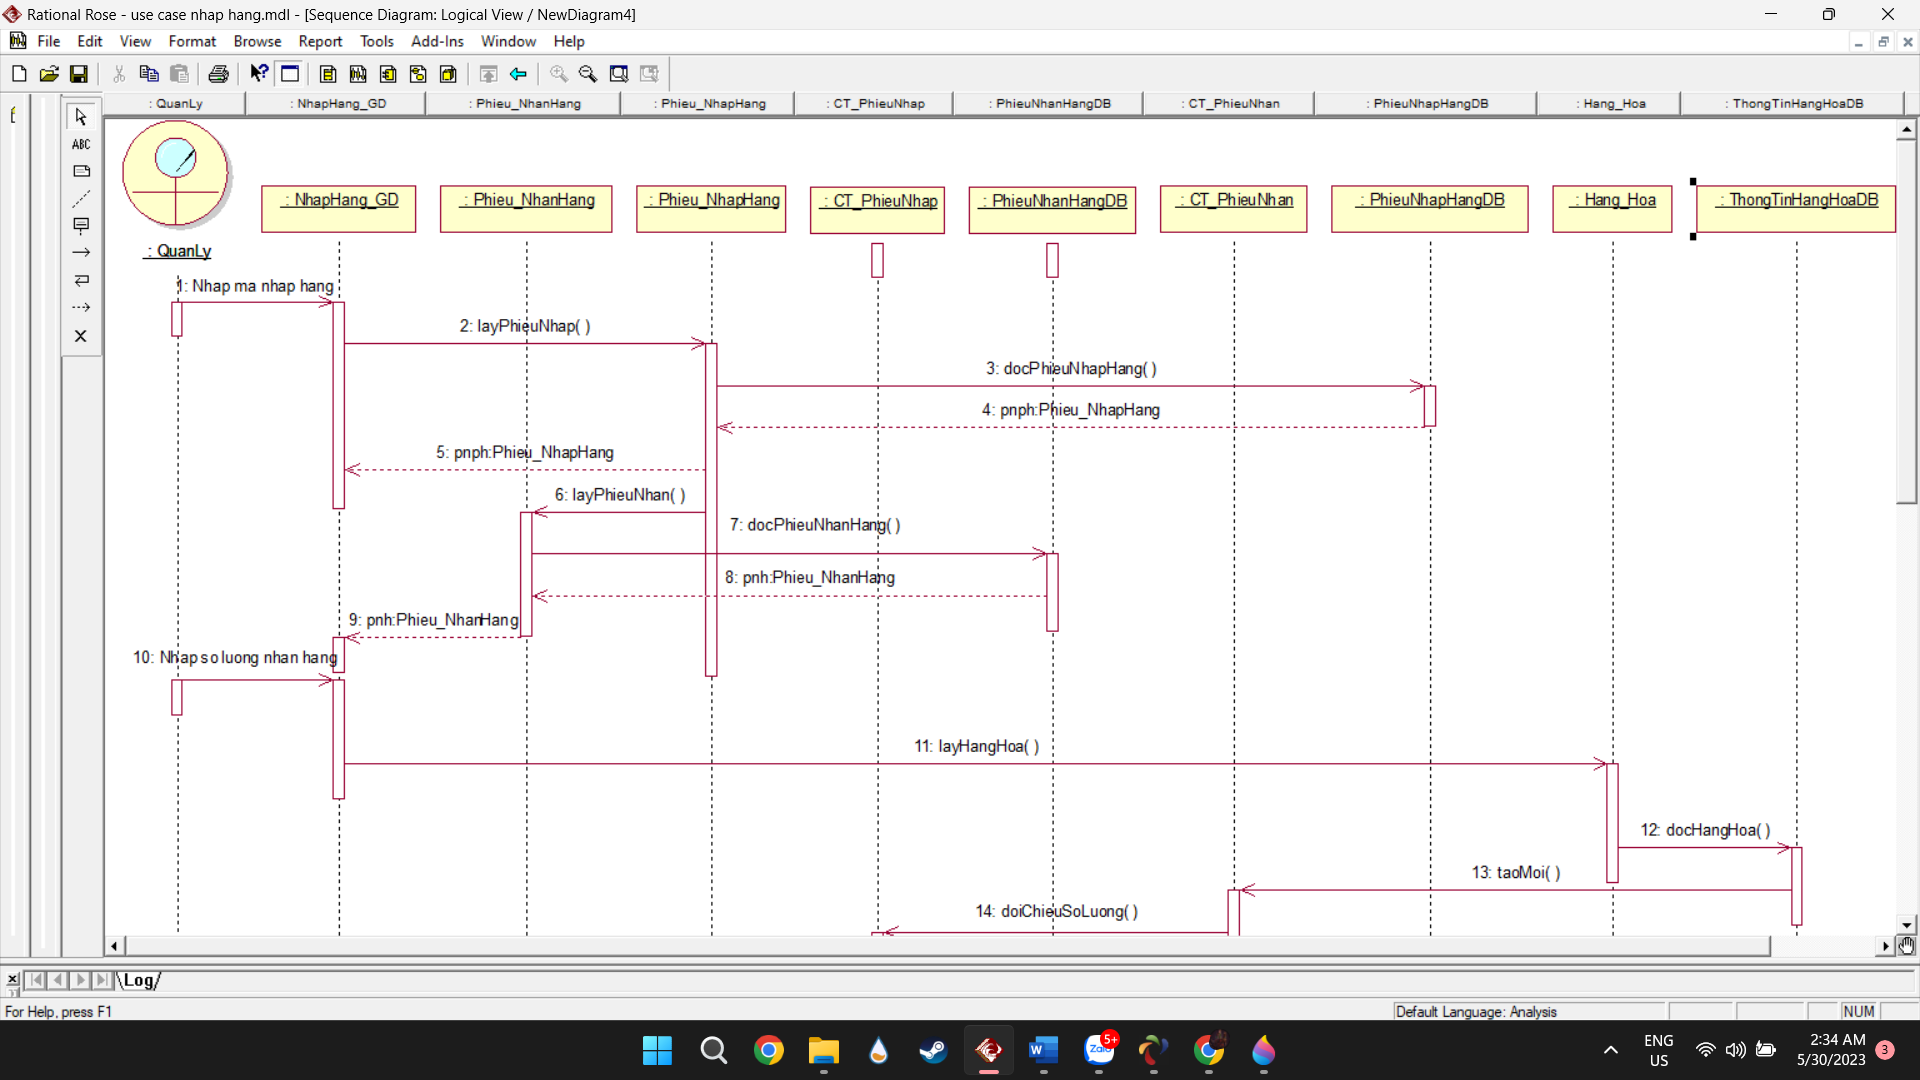 Rational Rose - use case nhap hang.mdl - [Sequence Diagram: Logical View / NewDiagram4]
File Edit View Format Browse Report Tools Add-Ins Window Help
: QuanLy : NhapHang_GD : Phieu_NhanHang : Phieu_NhapHang : CT_PhieuNhap : PhieuNhanHangDB : CT_PhieuNhan : PhieuNhapHangDB : Hang_Hoa : ThongTinHangHoaDB
ABC
: NhapHang_GD : Phieu_NhanHang : Phieu_NhapHang : CT_PhieuNhap : PhieuNhanHangDB : CT_PhieuNhan : PhieuNhapHangDB : Hang_Hoa : ThongTinHangHoaDB
: QuanLy
1: Nhap ma nhap hang
2: layPhieuNhap( )
3: docPhieuNhapHang( )
4: pnph:Phieu_NhapHang
5: pnph:Phieu_NhapHang
6: layPhieuNhan( )
7: docPhieuNhanHang( )
8: pnh:Phieu_NhanHang
9: pnh:Phieu_NhanHang
10: Nhap so luong nhan hang
11: layHangHoa( )
12: docHangHoa( )
13: taoMoi( )
14: doiChieuSoLuong( )
Log
For Help, press F1
Default Language: Analysis
NUM
Zalo
5+
ENG
US
2:34 AM
5/30/2023
3